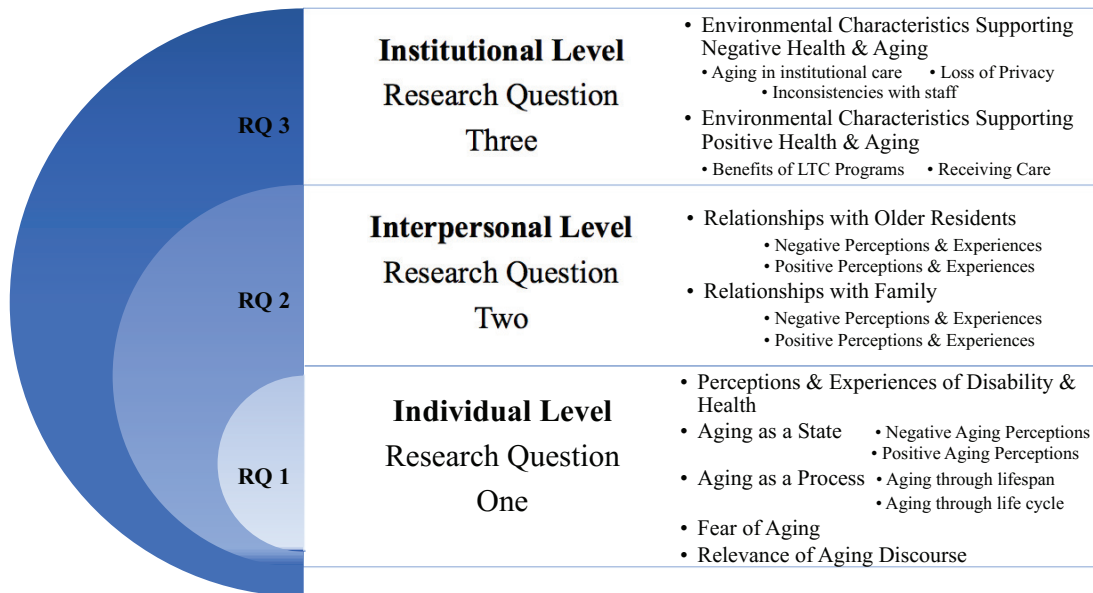 RQ 3
Institutional Level
Research Question
Three
• Environmental Characteristics Supporting
Negative Health & Aging
• Aging in institutional care • Loss of Privacy
• Inconsistencies with staff
• Environmental Characteristics Supporting
Positive Health & Aging
• Benefits of LTC Programs • Receiving Care
RQ 2
Interpersonal Level
Research Question
Two
• Relationships with Older Residents
• Negative Perceptions & Experiences
• Positive Perceptions & Experiences
• Relationships with Family
• Negative Perceptions & Experiences
• Positive Perceptions & Experiences
RQ 1
Individual Level
Research Question
One
• Perceptions & Experiences of Disability &
Health
• Aging as a State • Negative Aging Perceptions
• Positive Aging Perceptions
• Aging as a Process • Aging through lifespan
• Aging through life cycle
• Fear of Aging
• Relevance of Aging Discourse